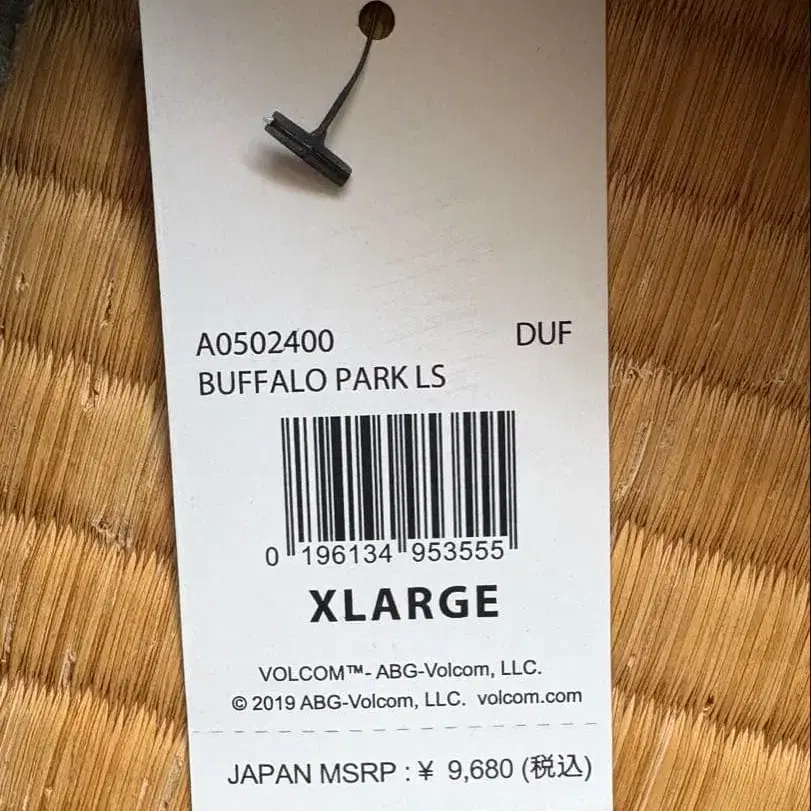 A0502400 DUF
BUFFALO PARK LS
0 196134 953555
XLARGE
VOLCOM™- ABG-Volcom, LLC.
© 2019 ABG-Volcom, LLC. volcom.com
JAPAN MSRP : ¥ 9,680 (税込)